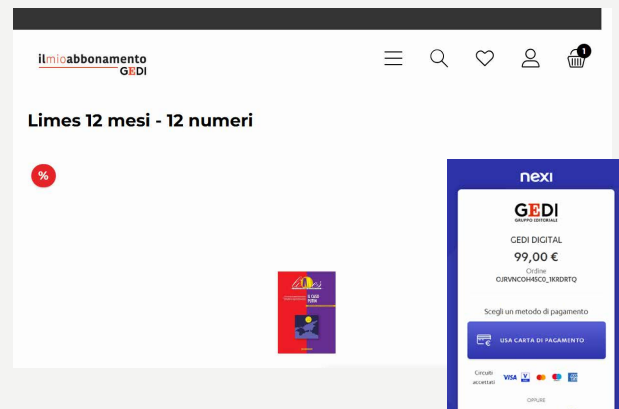 ilmioabbonamento
GEDI
1
Limes 12 mesi - 12 numeri
%
nexi
GEDI
GRUPPO EDITORIALE
GEDI DIGITAL
99,00 €
Ordine
Scegli un metodo di pagamento
USA CARTA DI PAGAMENTO
Circuiti
accettati
VISA
OPPURE